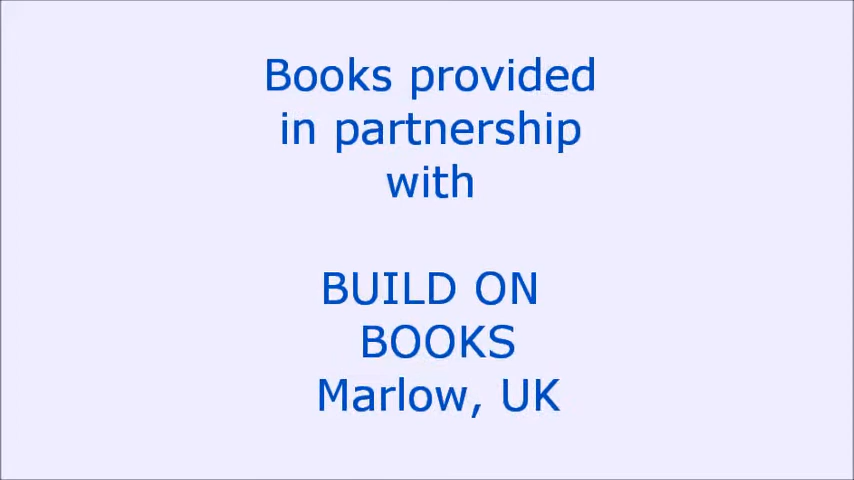 Books provided
in partnership
with
BUILD ON
BOOKS
Marlow, UK